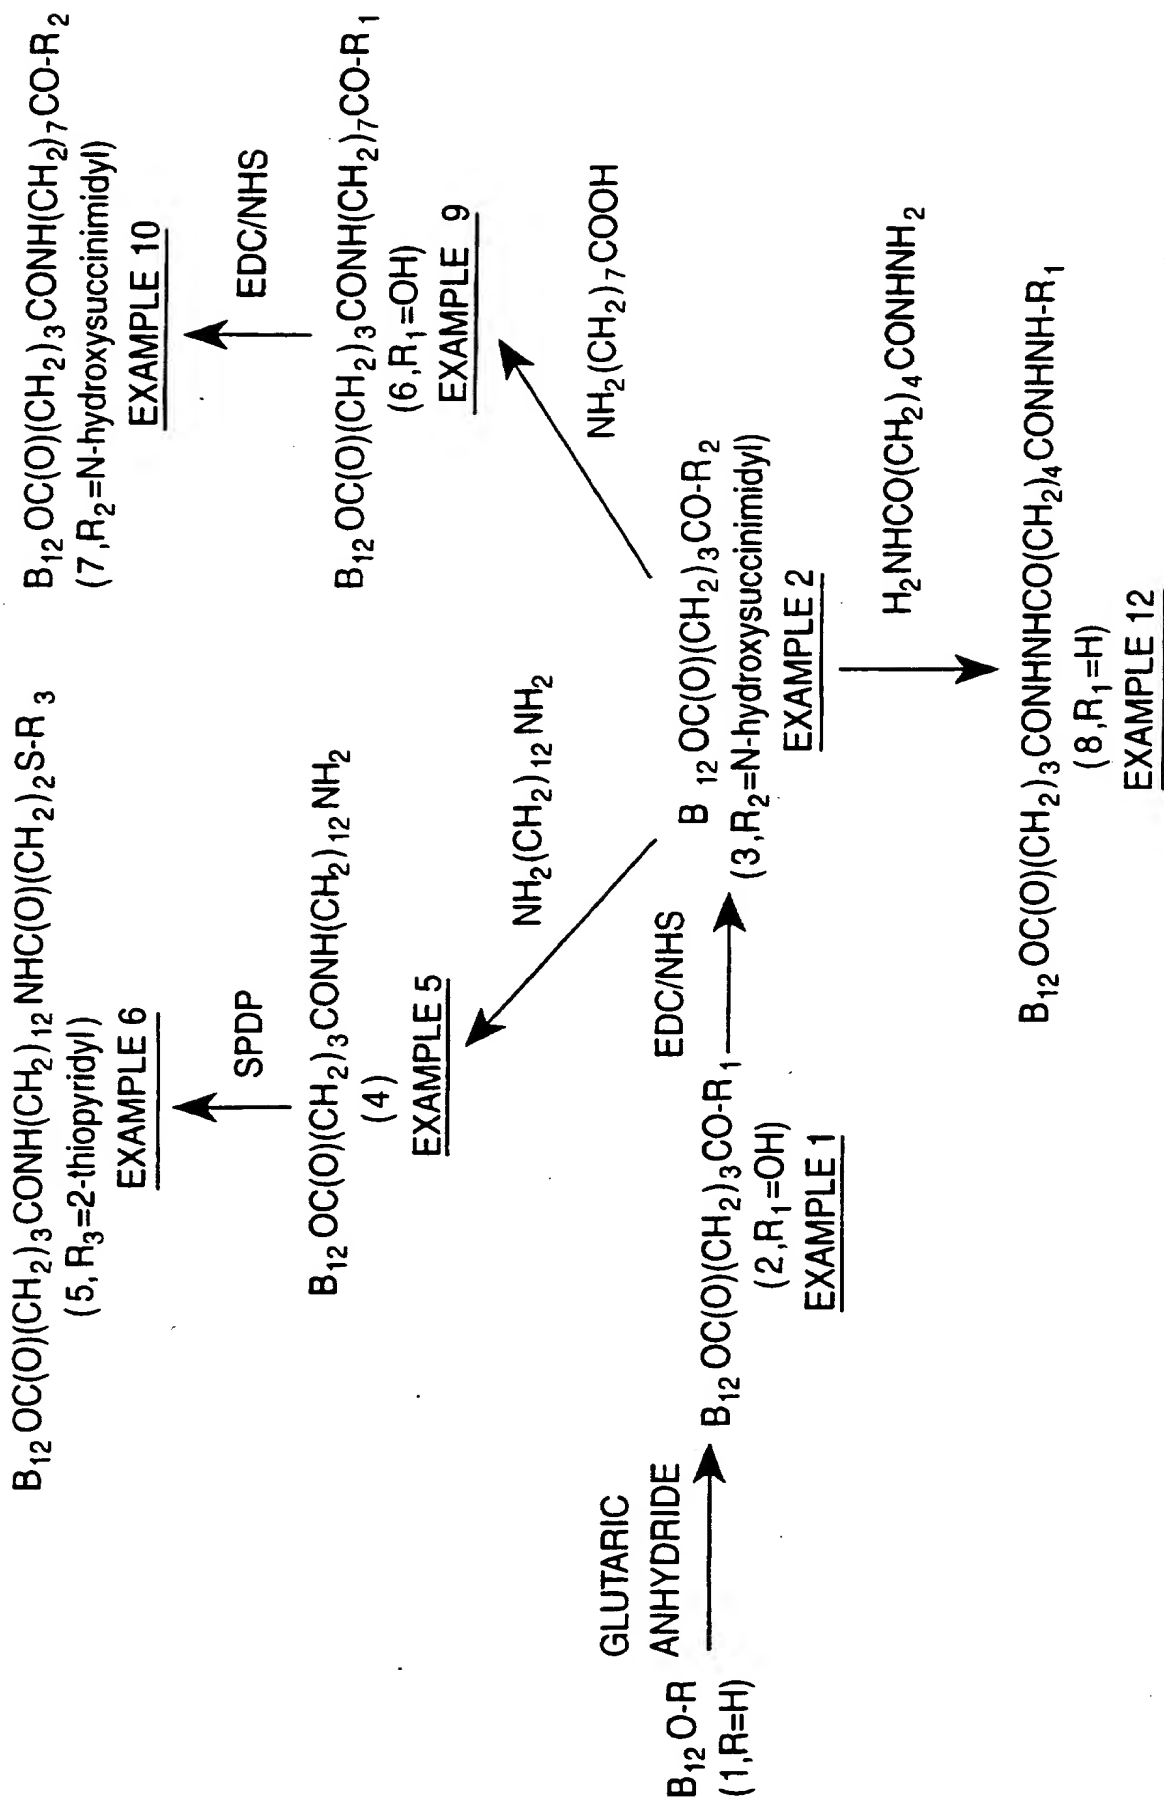 B12OC(O)(CH2)3CONH(CH2)12NHC(O)(CH2)2S-R3
(5,R3=2-thiopyridyl)
EXAMPLE 6
SPDP
B12OC(O)(CH2)3CONH(CH2)12NH2
(4)
EXAMPLE 5
NH2(CH2)12NH2
B12OC(O)(CH2)3CONH(CH2)7CO-R2
(7,R2=N-hydroxysuccinimidyl)
EXAMPLE 10
EDC/NHS
B12OC(O)(CH2)3CONH(CH2)7CO-R1
(6,R1=OH)
EXAMPLE 9
NH2(CH2)7COOH
B12O-R
(1,R=H)
GLUTARIC
ANHYDRIDE
B12OC(O)(CH2)3CO-R1
(2,R1=OH)
EXAMPLE 1
EDC/NHS
B12OC(O)(CH2)3CO-R2
(3,R2=N-hydroxysuccinimidyl)
EXAMPLE 2
H2NHCO(CH2)4CONHNH2
B12OC(O)(CH2)3CONHNHCO(CH2)4CONHNH-R1
(8,R1=H)
EXAMPLE 12